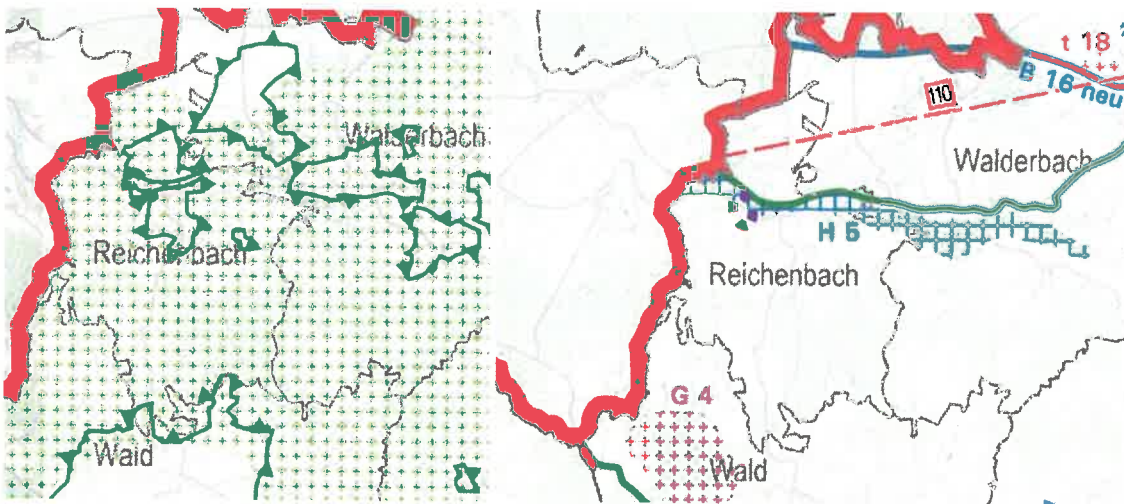 Walderbach
Reichenbach
Wald
t 18
B 16 neu
110
Walderbach
H 5
Reichenbach
G 4
Wald